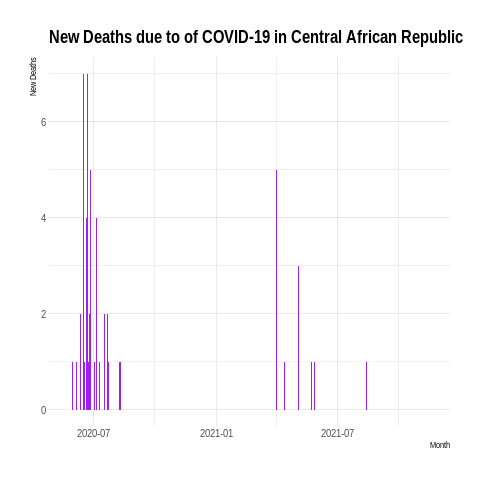 New Deaths due to of COVID-19 in Central African Republic
New Deaths
6
4
2
0
2020-07
2021-01
2021-07
Month